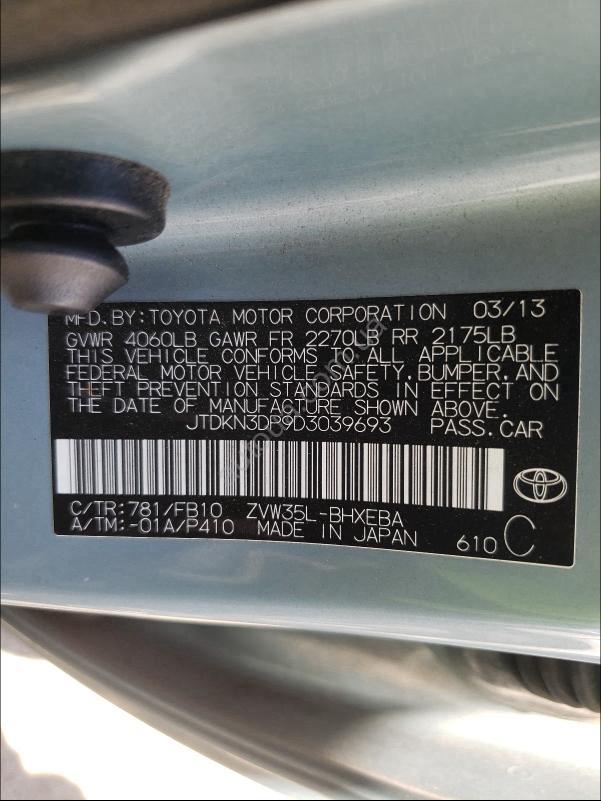 MFD.BY:TOYOTA MOTOR CORPORATION 03/13
GVWR 4060LB GAWR FR 2270LB RR 2175LB
THIS VEHICLE CONFORMS TO ALL APPLICABLE
FEDERAL MOTOR VEHICLE SAFETY,BUMPER,AND
THEFT PREVENTION STANDARDS IN EFFECT ON
THE DATE OF MANUFACTURE SHOWN ABOVE.
JTDKN3DP9D3039693 PASS.CAR
C/TR:781/FB10 ZVW35L-BHXEBA
A/TM:-01A/P410 MADE IN JAPAN 610 C